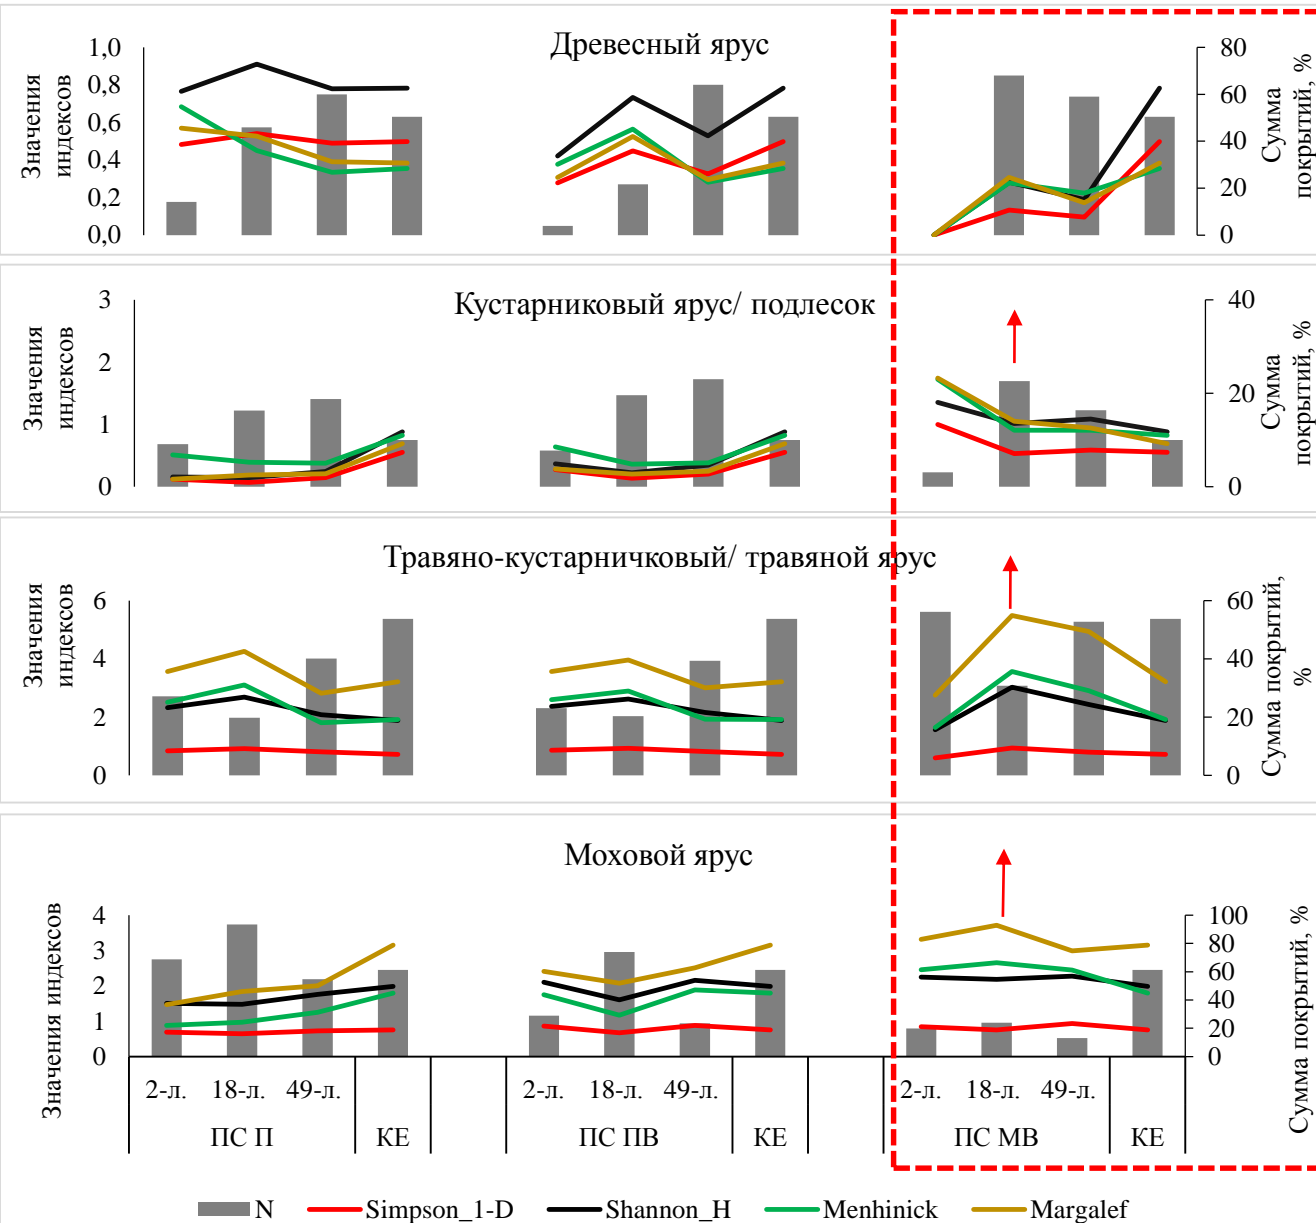 Древесный ярус
Значения
индексов
1,0
0,8
0,6
0,4
0,2
0,0
80
60
40
20
0
Сумма
покрытий, %
Кустарниковый ярус/ подлесок
Значения
индексов
3
2
1
0
40
20
0
Сумма
покрытий, %
Травяно-кустарничковый/ травяной ярус
Значения
индексов
6
4
2
0
60
40
20
0
Сумма покрытий,
%
Моховой ярус
Значения индексов
4
3
2
1
0
100
80
60
40
20
0
Сумма покрытий, %
2-л. 18-л. 49-л. 2-л. 18-л. 49-л. 2-л. 18-л. 49-л.
ПС П КЕ ПС ПВ КЕ ПС МВ КЕ
N Simpson_1-D Shannon_H Menhinick Margalef